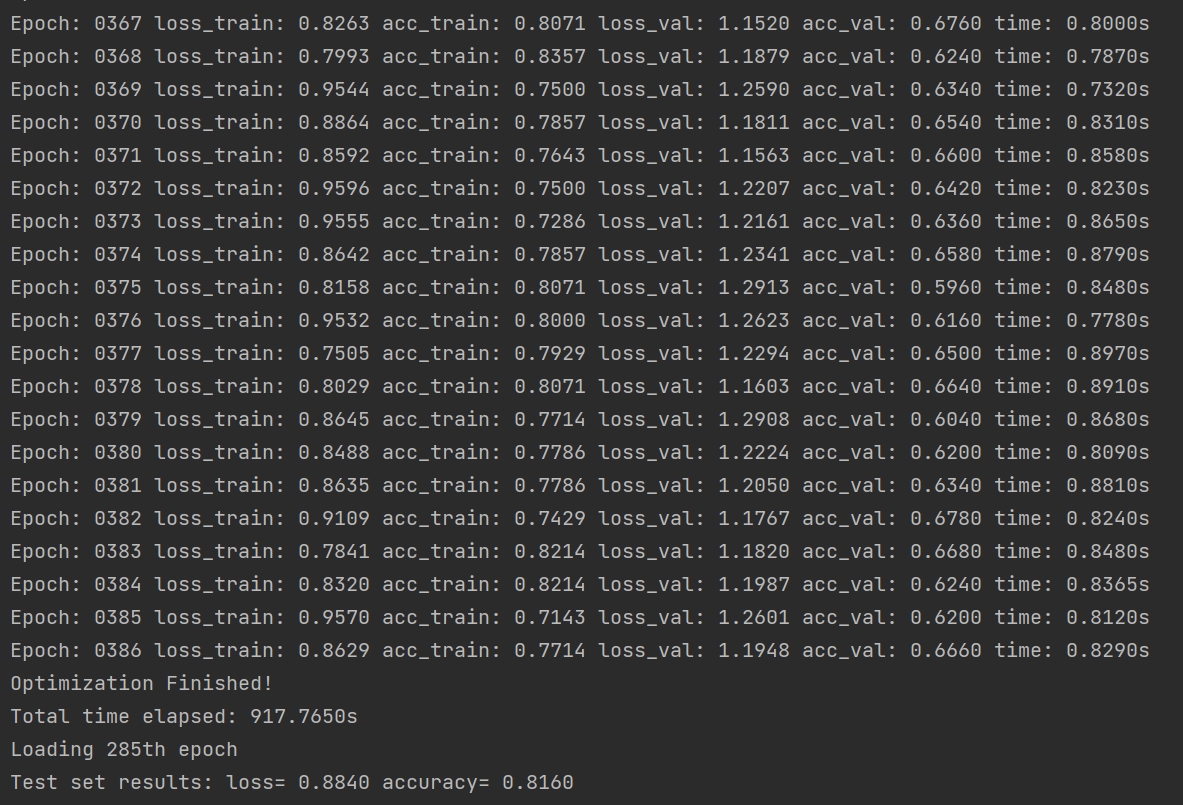 Epoch: 0367 loss_train: 0.8263 acc_train: 0.8071 loss_val: 1.1520 acc_val: 0.6760 time: 0.8000s
Epoch: 0368 loss_train: 0.7993 acc_train: 0.8357 loss_val: 1.1879 acc_val: 0.6240 time: 0.7870s
Epoch: 0369 loss_train: 0.9544 acc_train: 0.7500 loss_val: 1.2590 acc_val: 0.6340 time: 0.7320s
Epoch: 0370 loss_train: 0.8864 acc_train: 0.7857 loss_val: 1.1811 acc_val: 0.6540 time: 0.8310s
Epoch: 0371 loss_train: 0.8592 acc_train: 0.7643 loss_val: 1.1563 acc_val: 0.6600 time: 0.8580s
Epoch: 0372 loss_train: 0.9596 acc_train: 0.7500 loss_val: 1.2207 acc_val: 0.6420 time: 0.8230s
Epoch: 0373 loss_train: 0.9555 acc_train: 0.7286 loss_val: 1.2161 acc_val: 0.6360 time: 0.8650s
Epoch: 0374 loss_train: 0.8642 acc_train: 0.7857 loss_val: 1.2341 acc_val: 0.6580 time: 0.8790s
Epoch: 0375 loss_train: 0.8158 acc_train: 0.8071 loss_val: 1.2913 acc_val: 0.5960 time: 0.8480s
Epoch: 0376 loss_train: 0.9532 acc_train: 0.8000 loss_val: 1.2623 acc_val: 0.6160 time: 0.7780s
Epoch: 0377 loss_train: 0.7505 acc_train: 0.7929 loss_val: 1.2294 acc_val: 0.6500 time: 0.8970s
Epoch: 0378 loss_train: 0.8029 acc_train: 0.8071 loss_val: 1.1603 acc_val: 0.6640 time: 0.8910s
Epoch: 0379 loss_train: 0.8645 acc_train: 0.7714 loss_val: 1.2908 acc_val: 0.6040 time: 0.8680s
Epoch: 0380 loss_train: 0.8488 acc_train: 0.7786 loss_val: 1.2224 acc_val: 0.6200 time: 0.8090s
Epoch: 0381 loss_train: 0.8635 acc_train: 0.7786 loss_val: 1.2050 acc_val: 0.6340 time: 0.8810s
Epoch: 0382 loss_train: 0.9109 acc_train: 0.7429 loss_val: 1.1767 acc_val: 0.6780 time: 0.8240s
Epoch: 0383 loss_train: 0.7841 acc_train: 0.8214 loss_val: 1.1820 acc_val: 0.6680 time: 0.8480s
Epoch: 0384 loss_train: 0.8320 acc_train: 0.8214 loss_val: 1.1987 acc_val: 0.6240 time: 0.8365s
Epoch: 0385 loss_train: 0.9570 acc_train: 0.7143 loss_val: 1.2601 acc_val: 0.6200 time: 0.8120s
Epoch: 0386 loss_train: 0.8629 acc_train: 0.7714 loss_val: 1.1948 acc_val: 0.6660 time: 0.8290s
Optimization Finished!
Total time elapsed: 917.7650s
Loading 285th epoch
Test set results: loss= 0.8840 accuracy= 0.8160